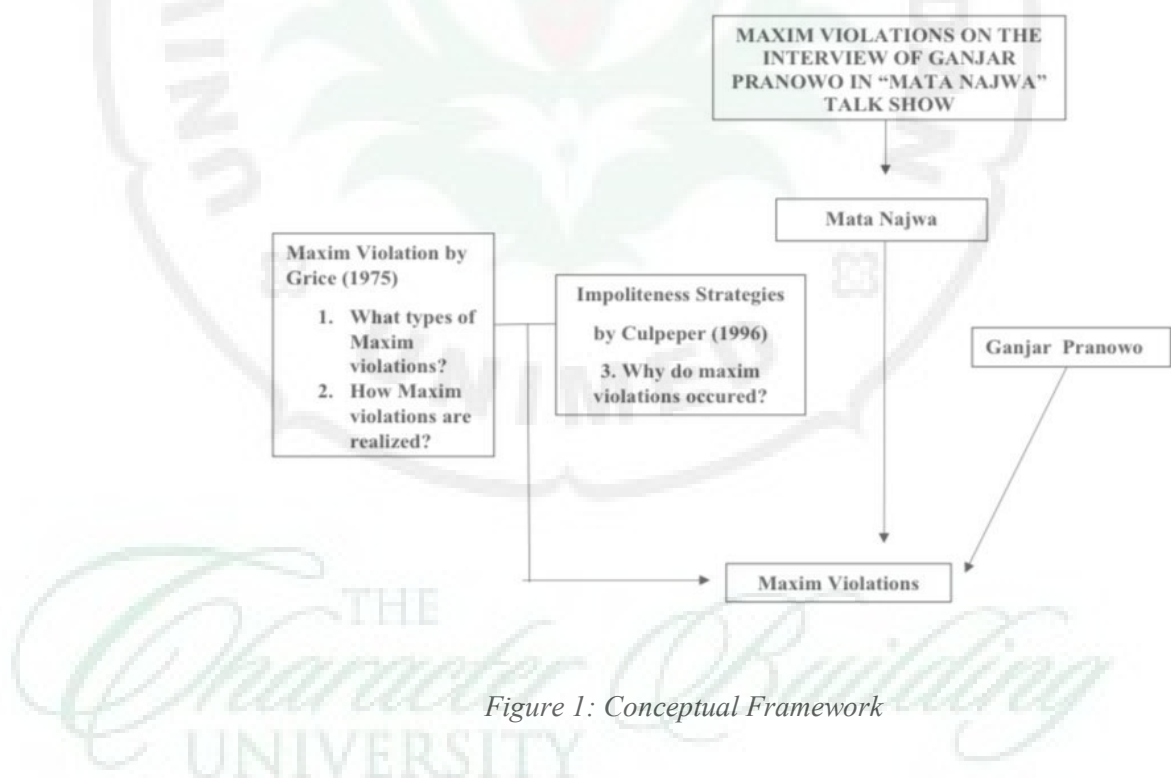 MAXIM VIOLATIONS ON THE
INTERVIEW OF GANJAR
PRANOWO IN “MATA NAJWA”
TALK SHOW
Mata Najwa
Maxim Violation by
Grice (1975)
1. What types of
Maxim
violations?
2. How Maxim
violations are
realized?
Impoliteness Strategies
by Culpeper (1996)
3. Why do maxim
violations occured?
Ganjar Pranowo
Maxim Violations
UNIMED
THE
Character Building
UNIVERSITY
Figure 1: Conceptual Framework